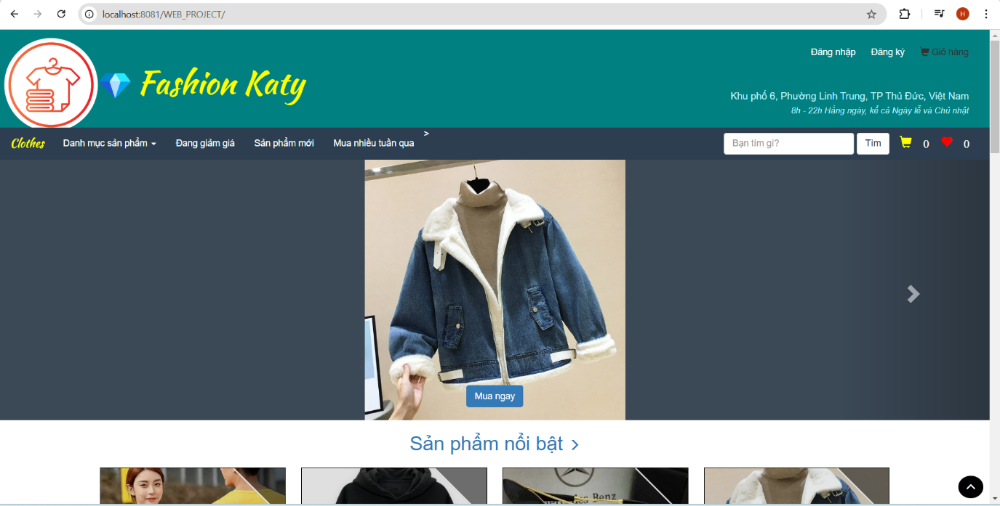 localhost:8081/WEB_PROJECT/
H
Đăng nhập Đăng ký Giỏ hàng
Fashion Katy
Khu phố 6, Phường Linh Trung, TP Thủ Đức, Việt Nam
8h - 22h Hằng ngày, kể cả Ngày lễ và Chủ nhật
Clothes Danh mục sản phẩm Đang giảm giá Sản phẩm mới Mua nhiều tuần qua >
Bạn tìm gì? Tìm 0 0
Mua ngay
Sản phẩm nổi bật >
Mercedes-Benz